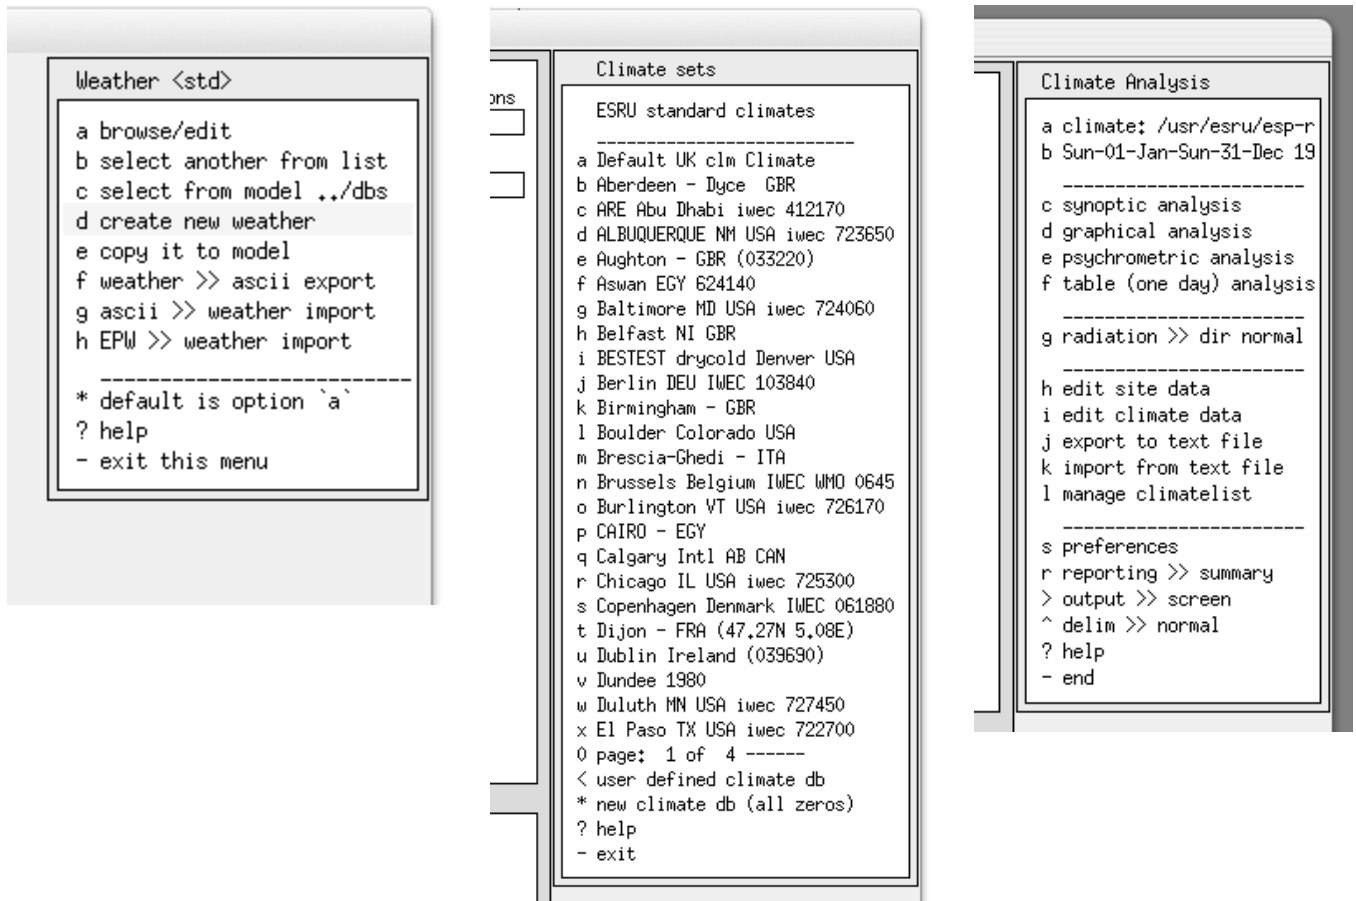 Weather <std>
a browse/edit
b select another from list
c select from model ../dbs
d create new weather
e copy it to model
f weather >> ascii export
g ascii >> weather import
h EPW >> weather import
* default is option `a`
? help
- exit this menu
ons
Climate sets
ESRU standard climates
a Default UK clm Climate
b Aberdeen - Dyce  GBR
c ARE Abu Dhabi iwec 412170
d ALBUQUERQUE NM USA iwec 723650
e Aughton - GBR (033220)
f Aswan EGY 624140
g Baltimore MD USA iwec 724060
h Belfast NI GBR
i BESTEST drycold Denver USA
j Berlin DEU IWEC 103840
k Birmingham - GBR
l Boulder Colorado USA
m Brescia-Ghedi - ITA
n Brussels Belgium IWEC WMO 0645
o Burlington VT USA iwec 726170
p CAIRO - EGY
q Calgary Intl AB CAN
r Chicago IL USA iwec 725300
s Copenhagen Denmark IWEC 061880
t Dijon - FRA (47.27N 5.08E)
u Dublin Ireland (039690)
v Dundee 1980
w Duluth MN USA iwec 727450
x El Paso TX USA iwec 722700
0 page:  1 of  4 ------
< user defined climate db
* new climate db (all zeros)
? help
- exit
Climate Analysis
a climate: /usr/esru/esp-r
b Sun-01-Jan-Sun-31-Dec 19
c synoptic analysis
d graphical analysis
e psychrometric analysis
f table (one day) analysis
g radiation >> dir normal
h edit site data
i edit climate data
j export to text file
k import from text file
l manage climatelist
s preferences
r reporting >> summary
> output >> screen
^ delim >> normal
? help
- end